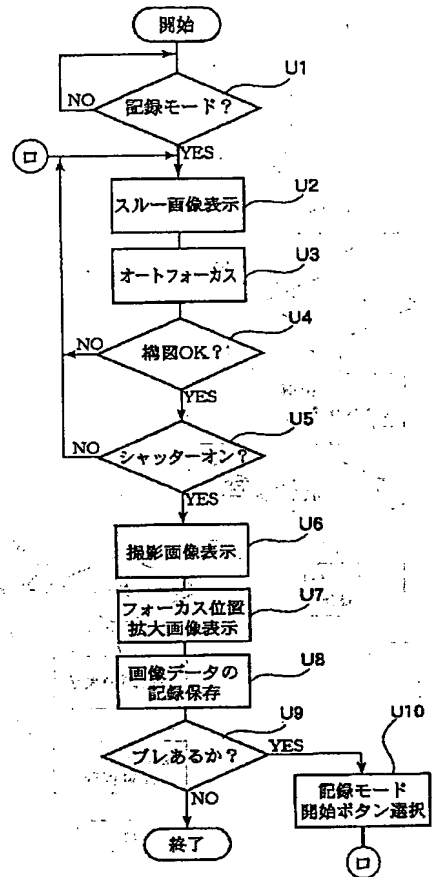 開始
U1
記録モード?
NO
YES
ロ
U2
スルー画像表示
U3
オートフォーカス
U4
構図OK?
NO
YES
U5
シャッターオン?
NO
YES
U6
撮影画像表示
U7
フォーカス位置
拡大画像表示
U8
画像データの
記録保存
U9
ブレあるか?
YES
NO
U10
記録モード
開始ボタン選択
終了
ロ